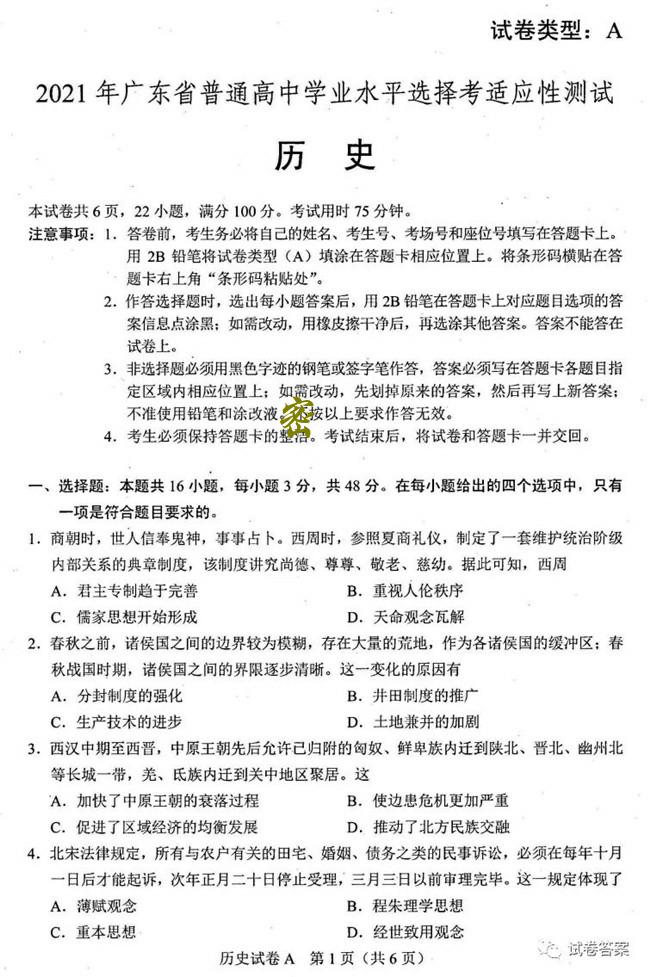 试卷类型：A
2021 年广东省普通高中学业水平选择考适应性测试
历 史
本试卷共 6 页，22 小题，满分 100 分。考试用时 75 分钟。
注意事项：1．答卷前，考生务必将自己的姓名、考生号、考场号和座位号填写在答题卡上。
用 2B 铅笔将试卷类型（A）填涂在答题卡相应位置上。将条形码横贴在答
题卡右上角“条形码粘贴处”。
2．作答选择题时，选出每小题答案后，用 2B 铅笔在答题卡上对应题目选项的答
案信息点涂黑；如需改动，用橡皮擦干净后，再选涂其他答案。答案不能答在
试卷上。
3．非选择题必须用黑色字迹的钢笔或签字笔作答，答案必须写在答题卡各题目指
定区域内相应位置上；如需改动，先划掉原来的答案，然后再写上新答案；
不准使用铅笔和涂改液。不按以上要求作答无效。
密
4．考生必须保持答题卡的整洁。考试结束后，将试卷和答题卡一并交回。
一、选择题：本题共 16 小题，每小题 3 分，共 48 分。在每小题给出的四个选项中，只有
一项是符合题目要求的。
1．商朝时，世人信奉鬼神，事事占卜。西周时，参照夏商礼仪，制定了一套维护统治阶级
内部关系的典章制度，该制度讲究尚德、尊尊、敬老、慈幼。据此可知，西周
A．君主专制趋于完善 B．重视人伦秩序
C．儒家思想开始形成 D．天命观念瓦解
2．春秋之前，诸侯国之间的边界较为模糊，存在大量的荒地，作为各诸侯国的缓冲区；春
秋战国时期，诸侯国之间的界限逐步清晰。这一变化的原因有
A．分封制度的强化 B．井田制度的推广
C．生产技术的进步 D．土地兼并的加剧
3．西汉中期至西晋，中原王朝先后允许已归附的匈奴、鲜卑族内迁到陕北、晋北、幽州北
等长城一带，羌、氐族内迁到关中地区聚居。这
A．加快了中原王朝的衰落过程 B．使边患危机更加严重
C．促进了区域经济的均衡发展 D．推动了北方民族交融
4．北宋法律规定，所有与农户有关的田宅、婚姻、债务之类的民事诉讼，必须在每年十月
一日后才能起诉，次年正月二十日停止受理，三月三日以前审理完毕。这一规定体现了
A．薄赋观念 B．程朱理学思想
C．重本思想 D．经世致用观念
历史试卷 A 第 1 页（共 6 页）
试卷答案